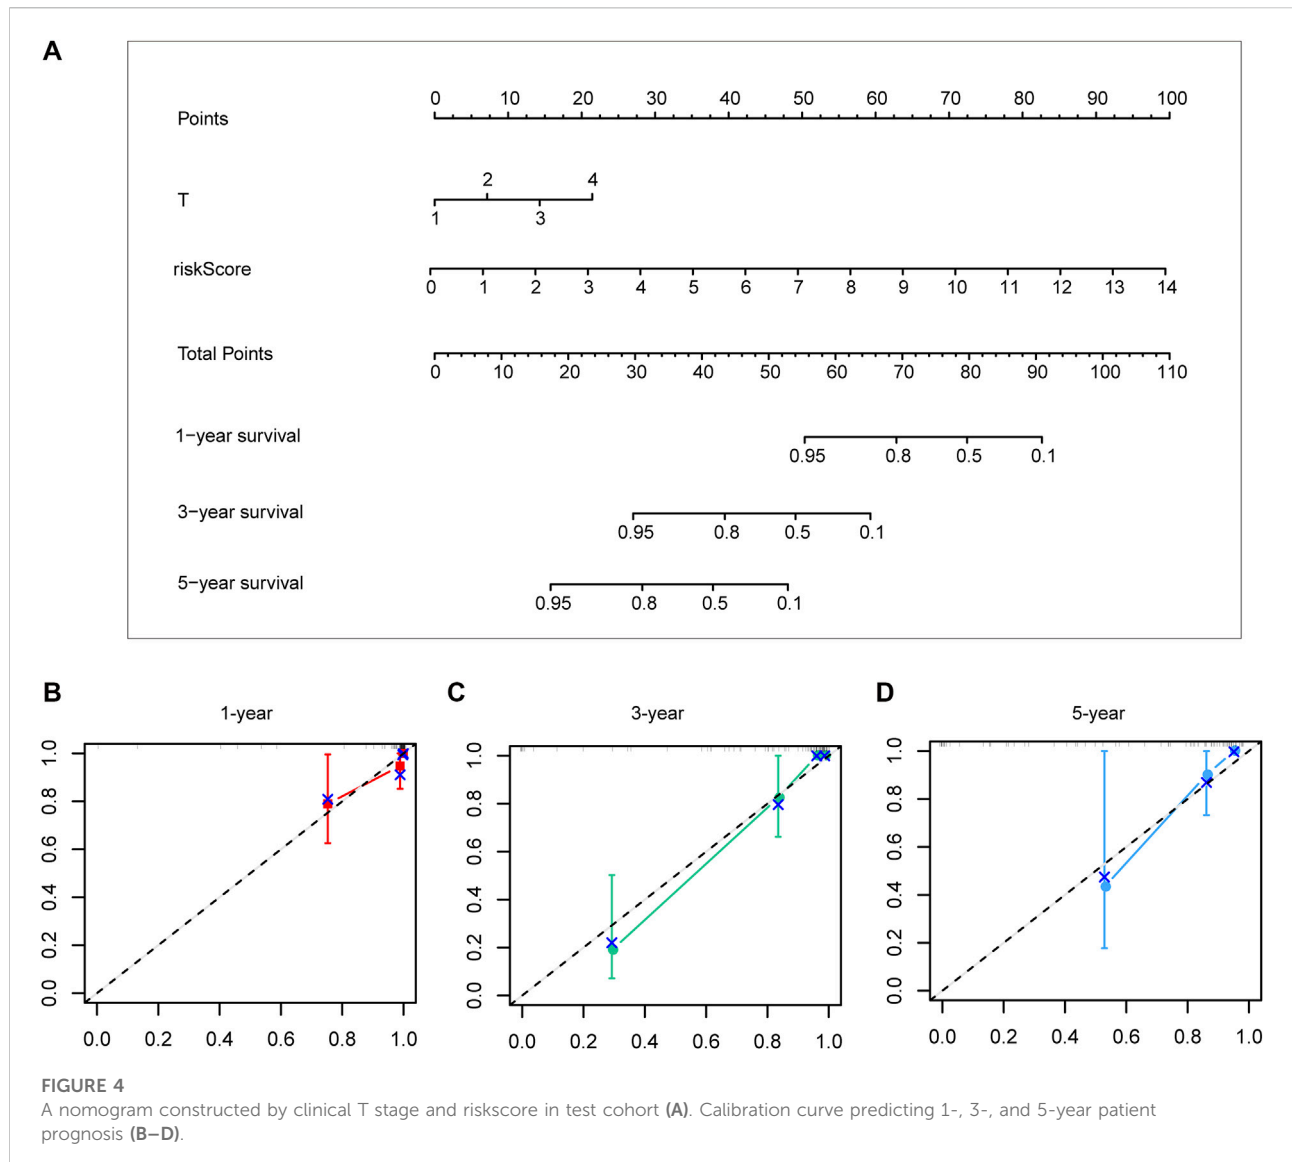 A
0 10 20 30 40 50 60 70 80 90 100
Points
2 4
T
1 3
riskScore
0 1 2 3 4 5 6 7 8 9 10 11 12 13 14
Total Points
0 10 20 30 40 50 60 70 80 90 100 110
1−year survival
0.95 0.8 0.5 0.1
3−year survival
0.95 0.8 0.5 0.1
5−year survival
0.95 0.8 0.5 0.1
B
1-year
1.0
0.8
0.6
0.4
0.2
0.0
0.0 0.2 0.4 0.6 0.8 1.0
C
3-year
1.0
0.8
0.6
0.4
0.2
0.0
0.0 0.2 0.4 0.6 0.8 1.0
D
5-year
1.0
0.8
0.6
0.4
0.2
0.0
0.0 0.2 0.4 0.6 0.8 1.0
FIGURE 4
A nomogram constructed by clinical T stage and riskscore in test cohort (A). Calibration curve predicting 1-, 3-, and 5-year patient
prognosis (B–D).